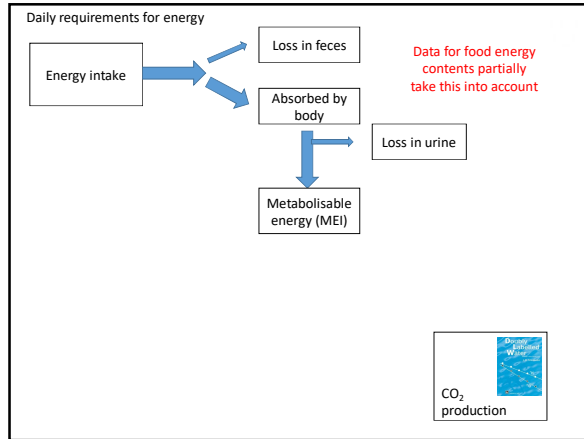 Daily requirements for energy
Energy intake
Loss in feces
Data for food energy
contents partially
take this into account
Absorbed by
body
Loss in urine
Metabolisable
energy (MEI)
Doubly
Labelled
Water
CO₂
production